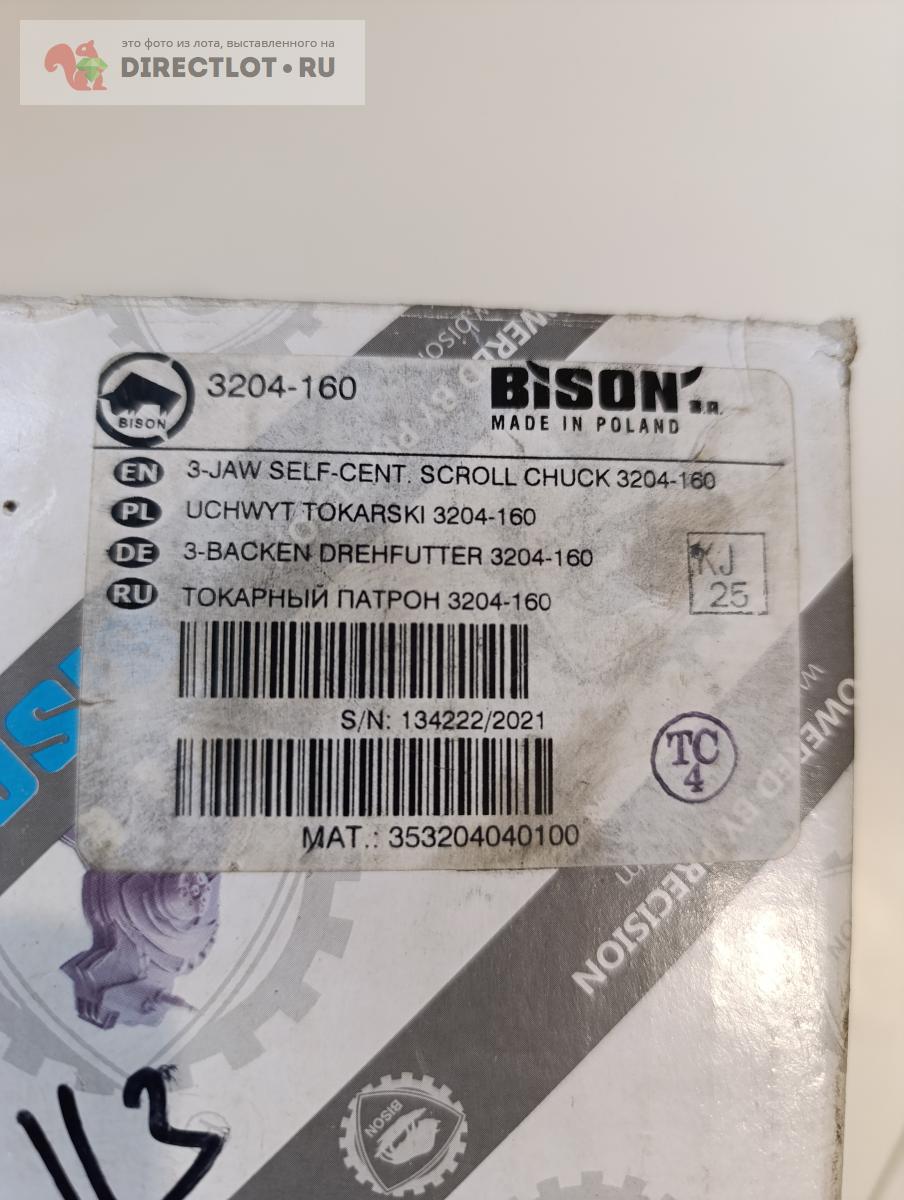 это фото из лота, выставленного на
DIRECTLOT•RU
3204-160
BISON
BISON S.A.
MADE IN POLAND
EN 3-JAW SELF-CENT. SCROLL CHUCK 3204-160
PL UCHWYT TOKARSKI 3204-160
DE 3-BACKEN DREHFUTTER 3204-160
RU ТОКАРНЫЙ ПАТРОН 3204-160
KJ
25
S/N: 134222/2021
TC
4
MAT.: 353204040100
POWERED BY PRECISION
BISON
113